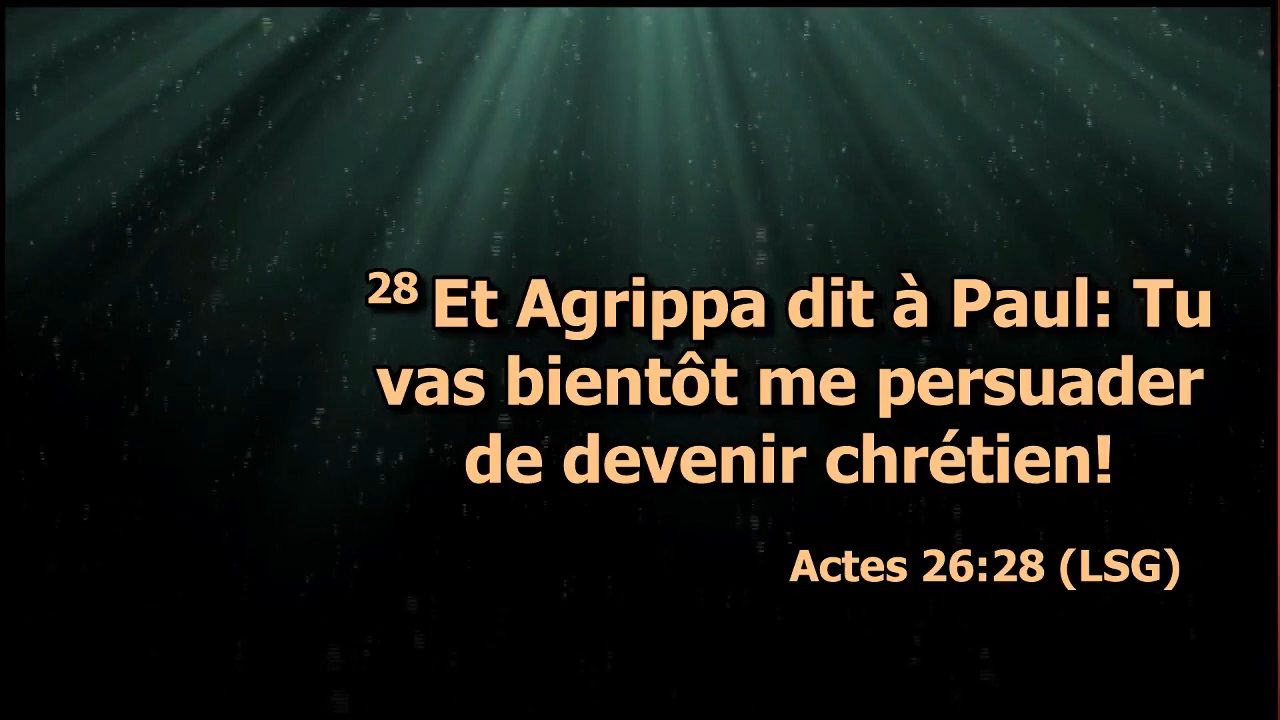 28 Et Agrippa dit à Paul: Tu
vas bientôt me persuader
de devenir chrétien!
Actes 26:28 (LSG)